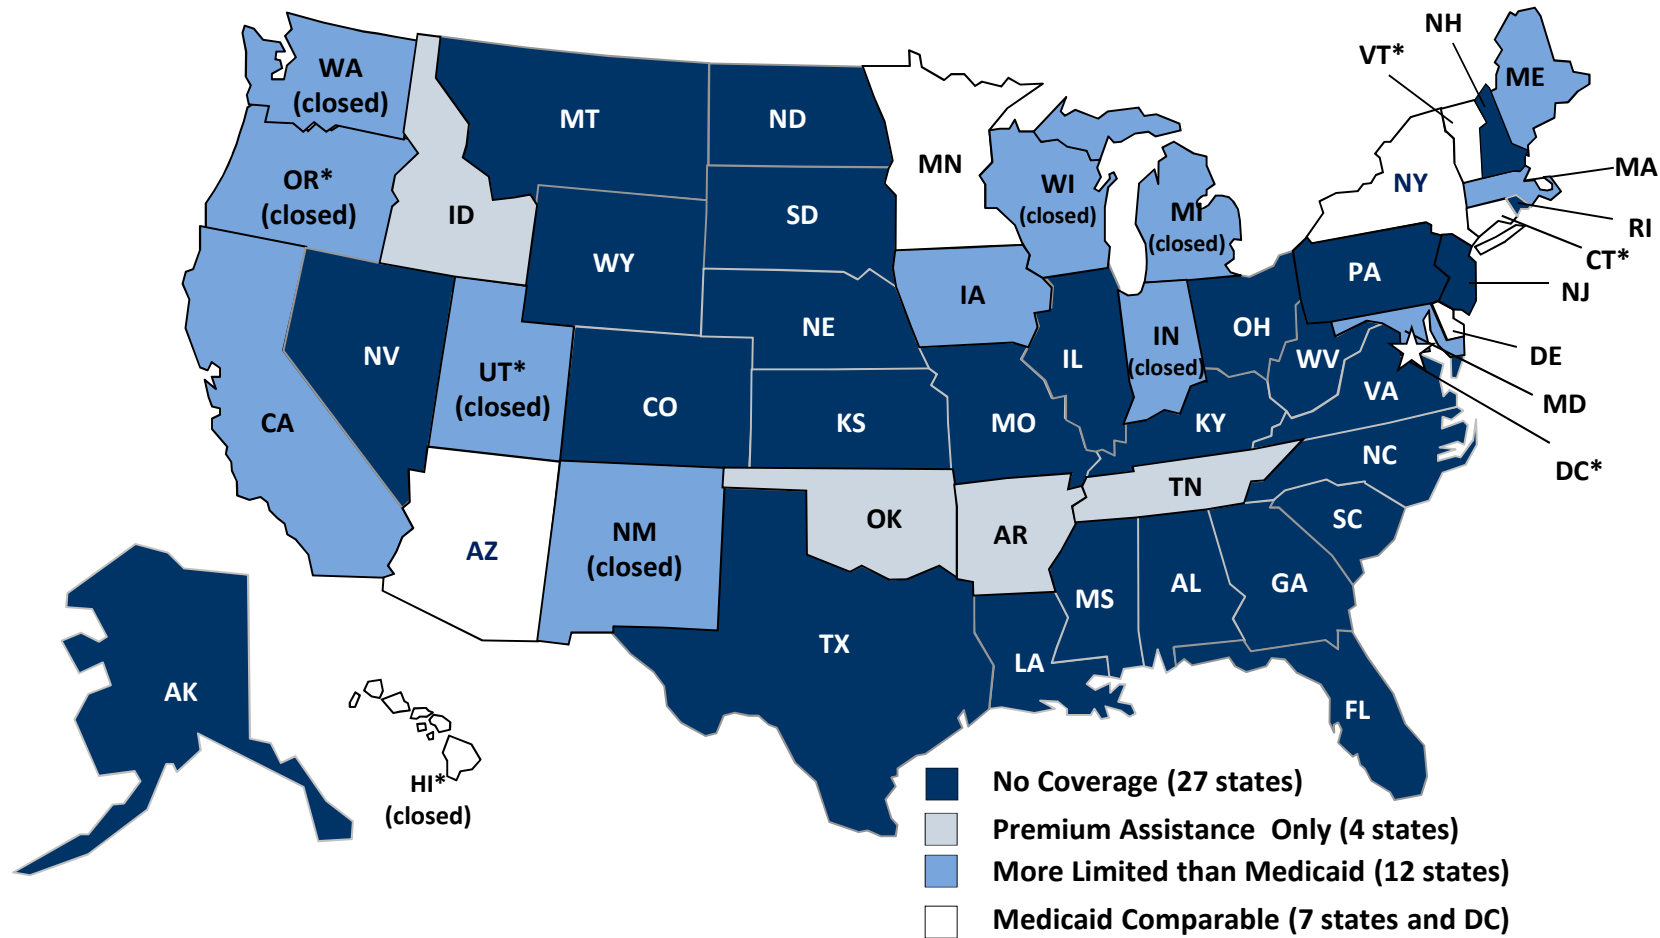 NH
VT*
ME
WA
(closed)
MT
ND
MN
OR*
(closed)
ID
SD
WI
(closed)
MI
(closed)
NY
MA
RI
CT*
WY
PA
NJ
IA
NE
OH
IN
(closed)
IL
WV
DE
NV
UT*
(closed)
CO
VA
MD
CA
KS
MO
KY
NC
DC*
TN
OK
AR
SC
AZ
NM
(closed)
MS
AL
GA
TX
LA
AK
FL
HI*
(closed)
No Coverage (27 states)
Premium Assistance  Only (4 states)
More Limited than Medicaid (12 states)
Medicaid Comparable (7 states and DC)